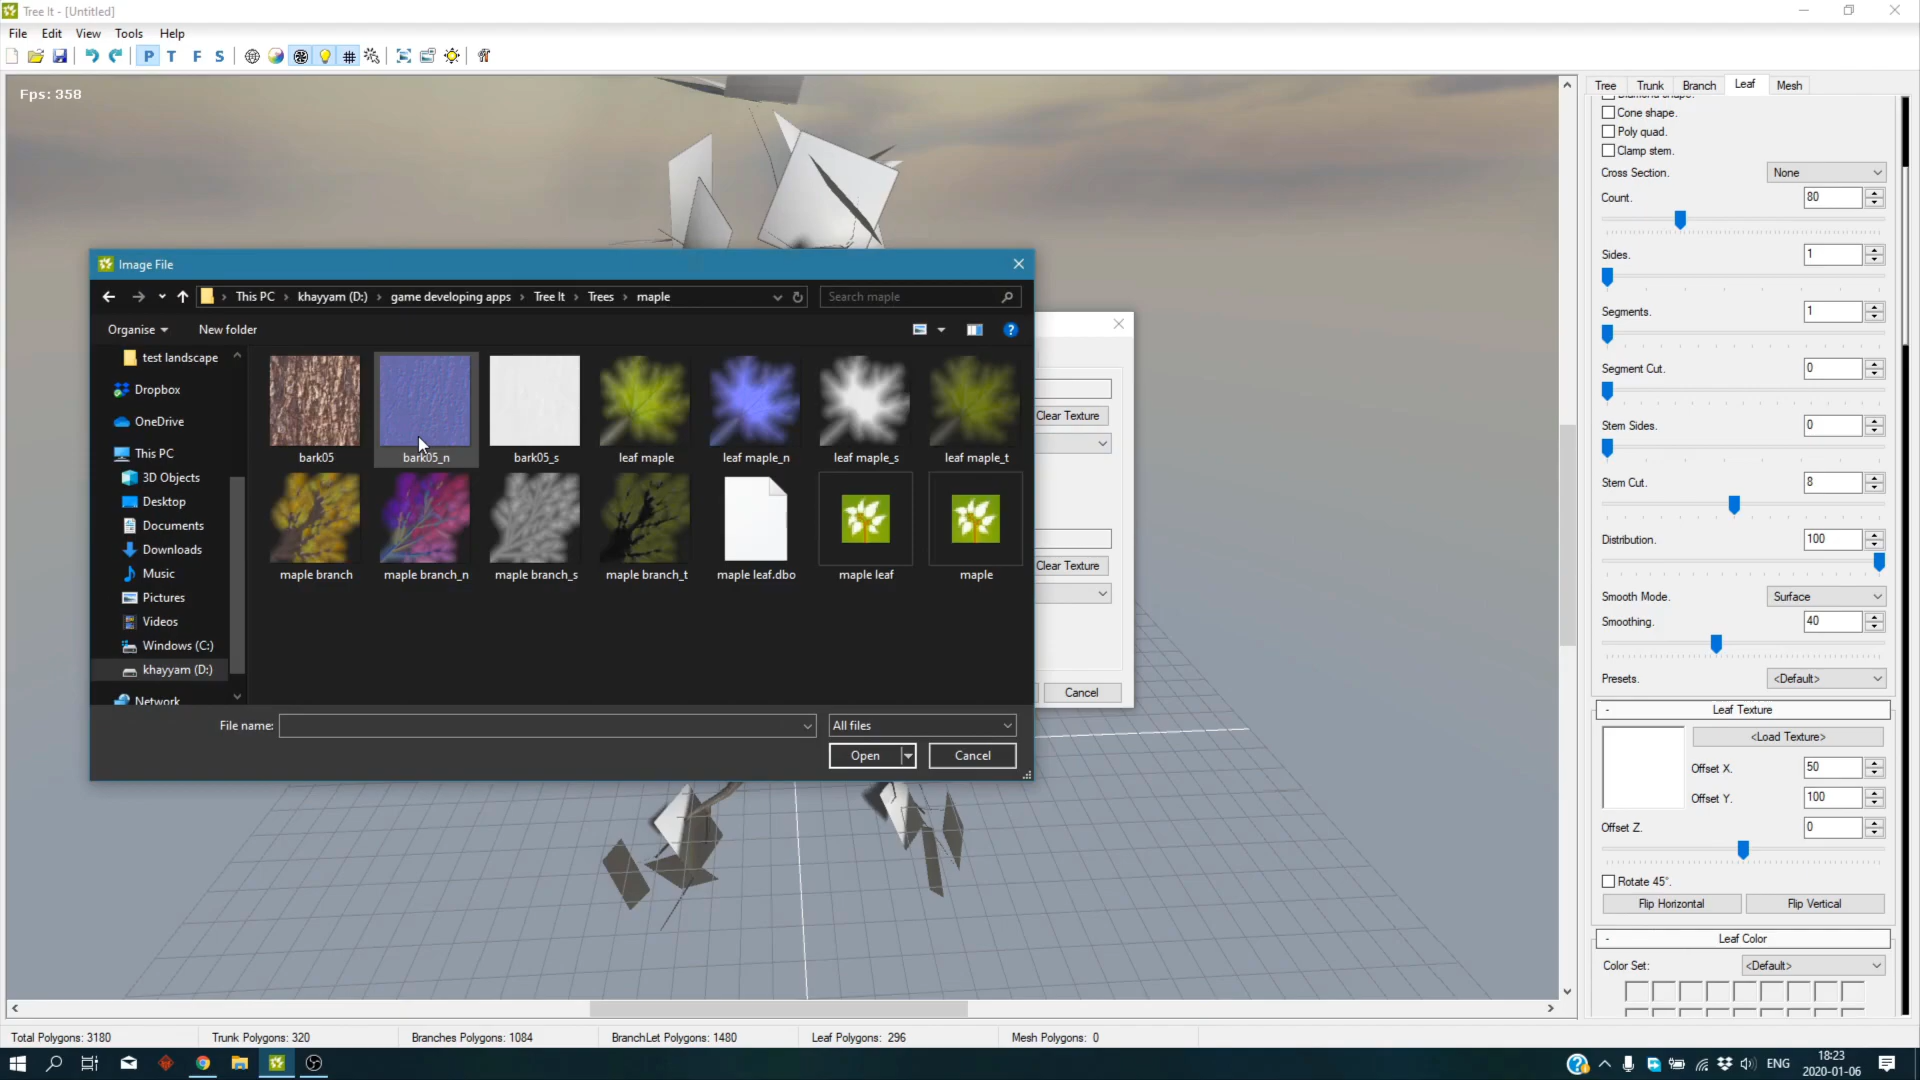 Tree It - [Untitled]
File Edit View Tools Help
P T F S
Fps: 358
Tree Trunk Branch Leaf Mesh
Cone shape.
Poly quad.
Clamp stem.
Cross Section. None
Count. 80
Sides. 1
Segments. 1
Segment Cut. 0
Stem Sides. 0
Stem Cut. 8
Distribution. 100
Smooth Mode. Surface
Smoothing. 40
Presets. <Default>
- Leaf Texture
<Load Texture>
Offset X. 50
Offset Y. 100
Offset Z. 0
Rotate 45°.
Flip Horizontal Flip Vertical
- Leaf Color
Color Set: <Default>
Image File
This PC > khayyam (D:) > game developing apps > Tree It > Trees > maple
Search maple
Organise New folder
test landscape
Dropbox
OneDrive
This PC
3D Objects
Desktop
Documents
Downloads
Music
Pictures
Videos
Windows (C:)
khayyam (D:)
Network
bark05 bark05_n bark05_s leaf maple leaf maple_n leaf maple_s leaf maple_t
maple branch maple branch_n maple branch_s maple branch_t maple leaf.dbo maple leaf maple
File name: All files
Open Cancel
Clear Texture
Clear Texture
Cancel
Total Polygons: 3180 Trunk Polygons: 320 Branches Polygons: 1084 BranchLet Polygons: 1480 Leaf Polygons: 296 Mesh Polygons: 0
ENG
18:23
2020-01-06